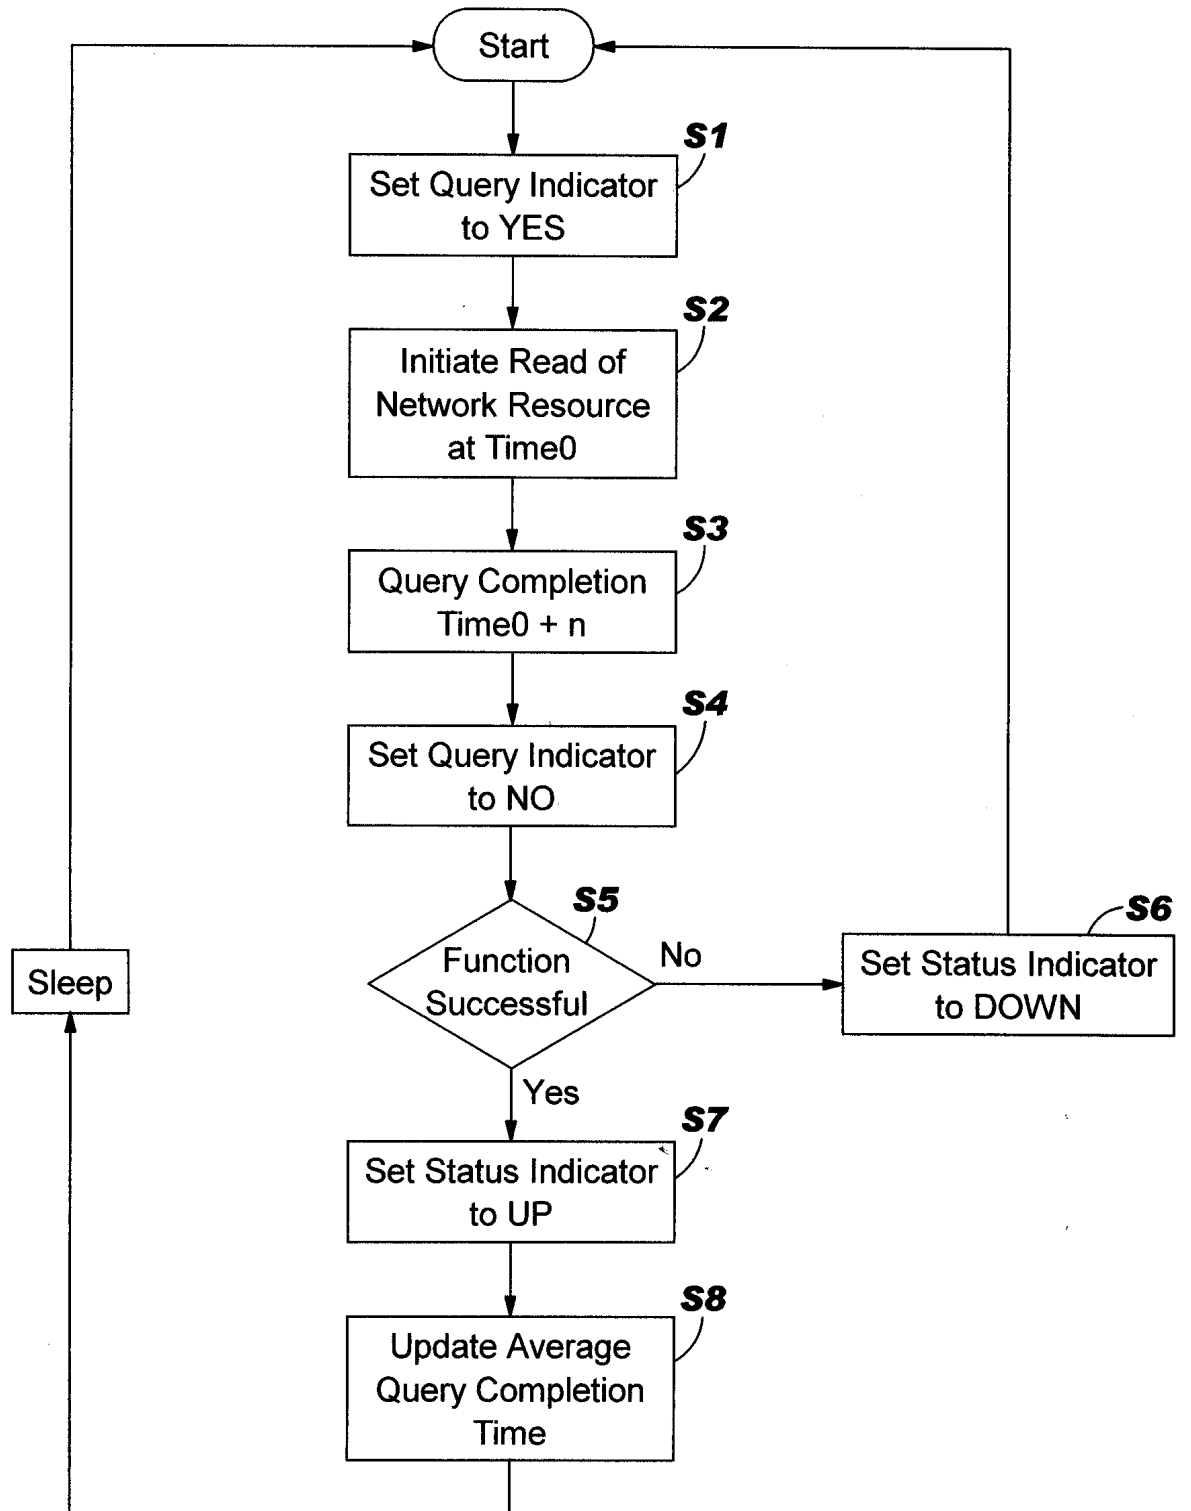 Start
S1
Set Query Indicator
to YES
S2
Initiate Read of
Network Resource
at Time0
S3
Query Completion
Time0 + n
S4
Set Query Indicator
to NO
S5
Function
Successful
No
S6
Set Status Indicator
to DOWN
Sleep
Yes
S7
Set Status Indicator
to UP
S8
Update Average
Query Completion
Time